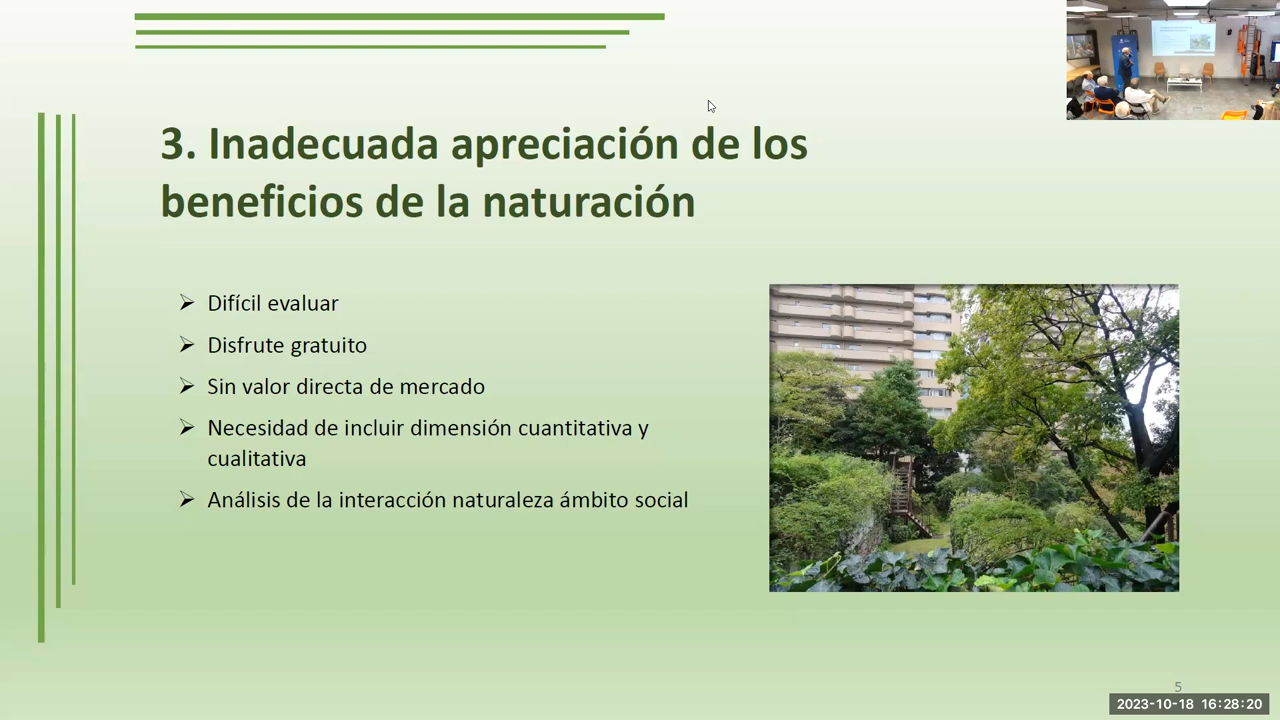 3. Inadecuada apreciación de los
beneficios de la naturación
➢ Difícil evaluar
➢ Disfrute gratuito
➢ Sin valor directa de mercado
➢ Necesidad de incluir dimensión cuantitativa y
cualitativa
➢ Análisis de la interacción naturaleza ámbito social
5
2023-10-18 16:28:20